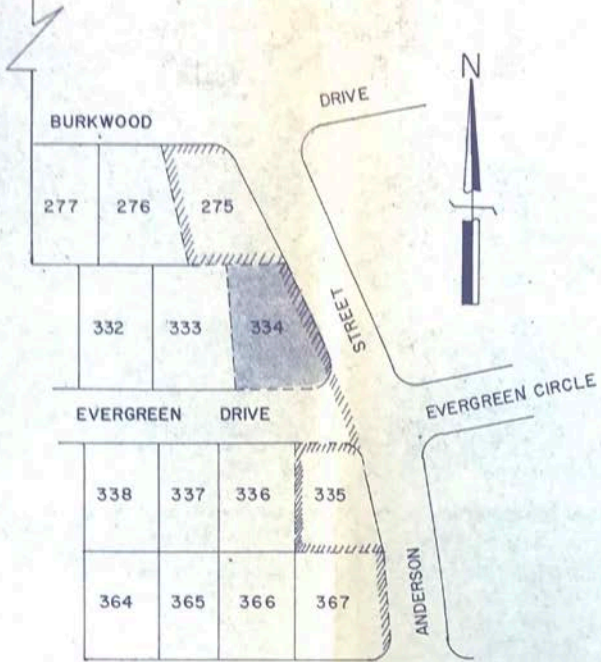 N
DRIVE
BURKWOOD
277 276 275
332 333 334
STREET
EVERGREEN CIRCLE
EVERGREEN DRIVE
338 337 336 335
364 365 366 367
ANDERSON